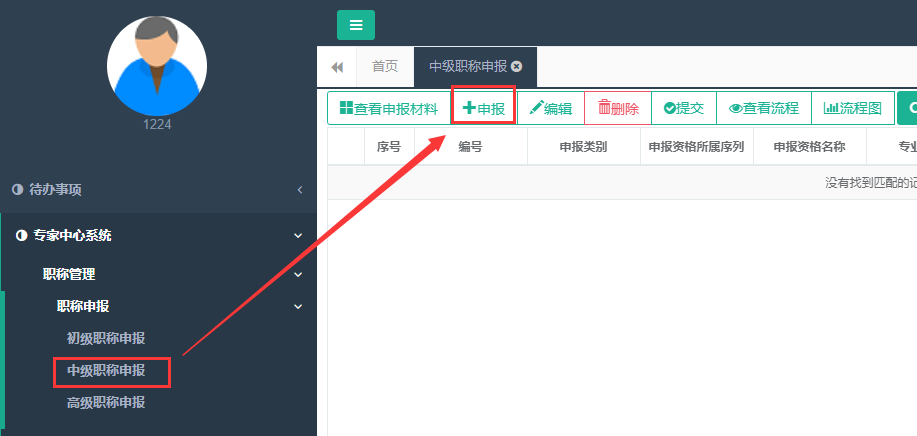 1224
待办事项
专家中心系统
职称管理
职称申报
初级职称申报
中级职称申报
高级职称申报
首页 中级职称申报
查看申报材料 申报 编辑 删除 提交 查看流程 流程图
序号 编号 申报类别 申报资格所属序列 申报资格名称 专业
没有找到匹配的记